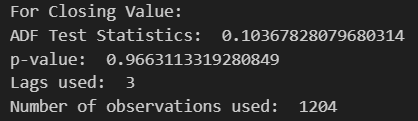 For Closing Value:
ADF Test Statistics:  0.10367828079680314
p-value:  0.9663113319280849
Lags used:  3
Number of observations used:  1204